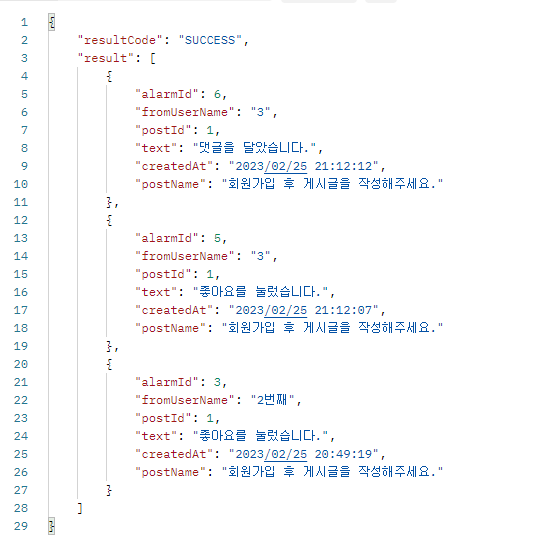 1 {
2     "resultCode": "SUCCESS",
3     "result": [
4         {
5             "alarmId": 6,
6             "fromUserName": "3",
7             "postId": 1,
8             "text": "댓글을 달았습니다.",
9             "createdAt": "2023/02/25 21:12:12",
10             "postName": "회원가입 후 게시글을 작성해주세요."
11         },
12         {
13             "alarmId": 5,
14             "fromUserName": "3",
15             "postId": 1,
16             "text": "좋아요를 눌렀습니다.",
17             "createdAt": "2023/02/25 21:12:07",
18             "postName": "회원가입 후 게시글을 작성해주세요."
19         },
20         {
21             "alarmId": 3,
22             "fromUserName": "2번째",
23             "postId": 1,
24             "text": "좋아요를 눌렀습니다.",
25             "createdAt": "2023/02/25 20:49:19",
26             "postName": "회원가입 후 게시글을 작성해주세요."
27         }
28     ]
29 }